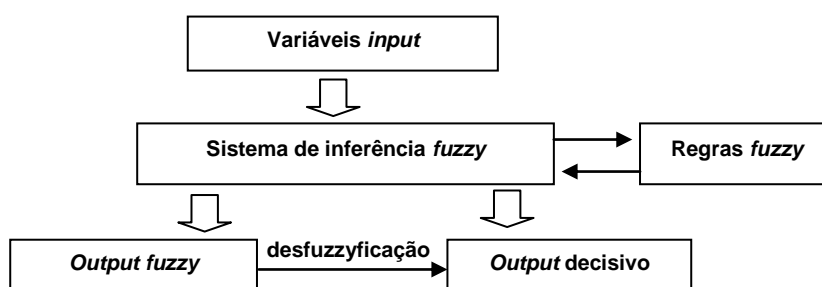 Variáveis input
Sistema de inferência fuzzy
Regras fuzzy
Output fuzzy
desfuzzyficação
Output decisivo